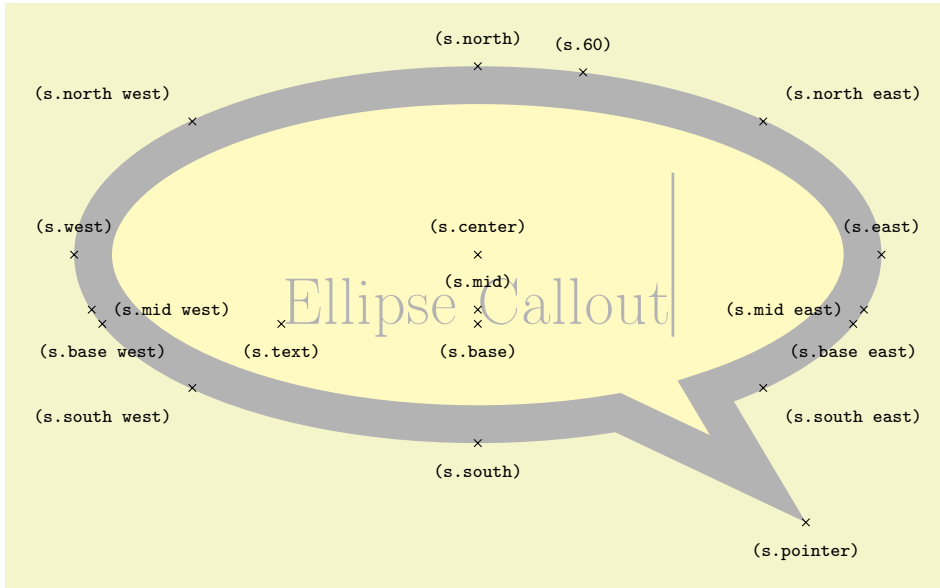 (s.north)
(s.60)
(s.north west)
(s.north east)
(s.west)
(s.center)
(s.east)
(s.mid)
Ellipse Callout
(s.mid west)
(s.mid east)
(s.base west)
(s.text)
(s.base)
(s.base east)
(s.south west)
(s.south east)
(s.south)
(s.pointer)